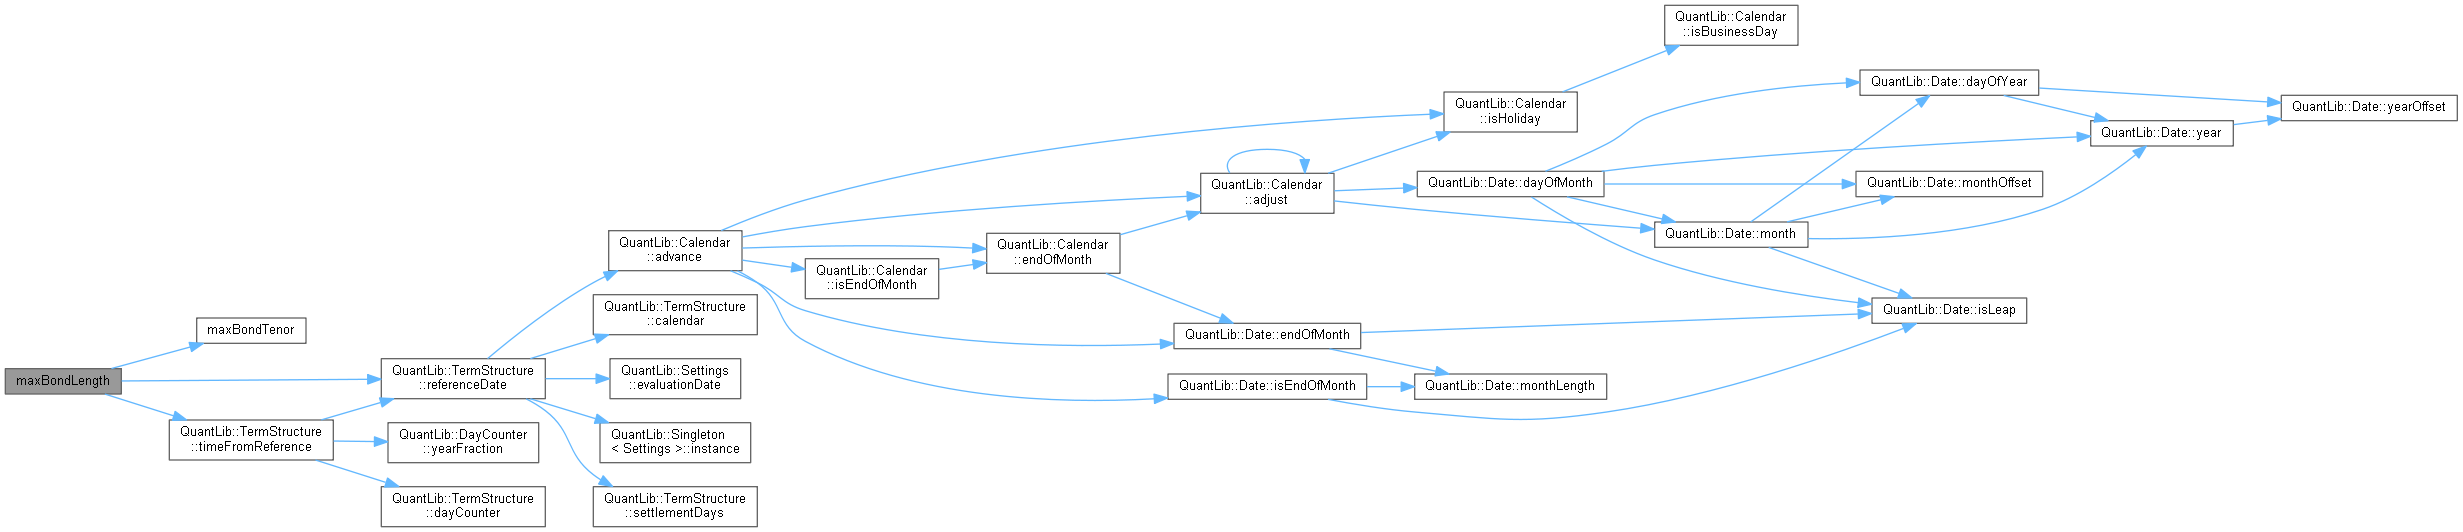 maxBondLength
maxBondTenor
QuantLib::TermStructure
::referenceDate
QuantLib::TermStructure
::timeFromReference
QuantLib::DayCounter
::yearFraction
QuantLib::TermStructure
::dayCounter
QuantLib::Calendar
::advance
QuantLib::TermStructure
::calendar
QuantLib::Settings
::evaluationDate
QuantLib::Singleton
< Settings >::instance
QuantLib::TermStructure
::settlementDays
QuantLib::Calendar
::isEndOfMonth
QuantLib::Calendar
::endOfMonth
QuantLib::Calendar
::adjust
QuantLib::Date::endOfMonth
QuantLib::Date::isEndOfMonth
QuantLib::Calendar
::isHoliday
QuantLib::Date::dayOfMonth
QuantLib::Date::monthLength
QuantLib::Calendar
::isBusinessDay
QuantLib::Date::month
QuantLib::Date::dayOfYear
QuantLib::Date::monthOffset
QuantLib::Date::isLeap
QuantLib::Date::year
QuantLib::Date::yearOffset